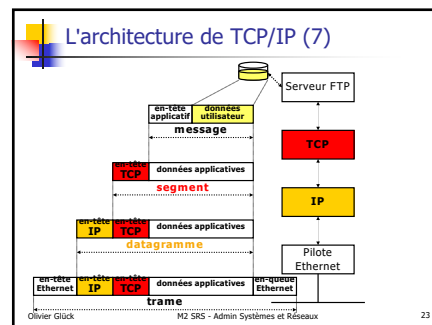 L'architecture de TCP/IP (7)
Serveur FTP
en-tête applicatif
données utilisateur
message
TCP
en-tête TCP
données applicatives
segment
IP
en-tête IP
en-tête TCP
données applicatives
datagramme
Pilote Ethernet
en-tête Ethernet
en-tête IP
en-tête TCP
données applicatives
en-queue Ethernet
trame
Olivier Glück
M2 SRS - Admin Systèmes et Réseaux
23